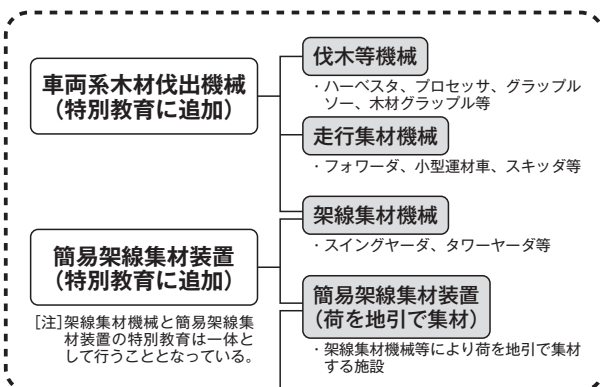 車両系木材伐出機械
(特別教育に追加)
伐木等機械
・ハーベスタ、プロセッサ、グラップル
ソー、木材グラップル等
走行集材機械
・フォワーダ、小型運材車、スキッダ等
架線集材機械
・スイングヤーダ、タワーヤーダ等
簡易架線集材装置
(特別教育に追加)
[注]架線集材機械と簡易架線集
材装置の特別教育は一体と
して行うこととなっている。
簡易架線集材装置
(荷を地引で集材)
・架線集材機械等により荷を地引で集材
する施設